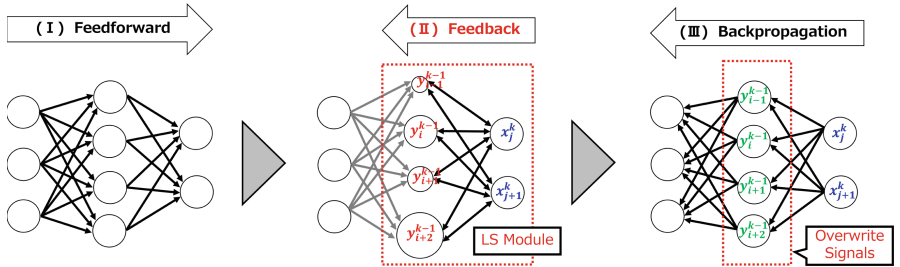 (Ⅰ) Feedforward
(Ⅱ) Feedback
(Ⅲ) Backpropagation
y_{i-1}^{k-1}
y_i^{k-1}
y_{i+1}^{k-1}
y_{i+2}^{k-1}
x_j^k
x_{j+1}^k
LS Module
y_{i-1}^{k-1}
y_i^{k-1}
y_{i+1}^{k-1}
y_{i+2}^{k-1}
x_j^k
x_{j+1}^k
Overwrite
Signals